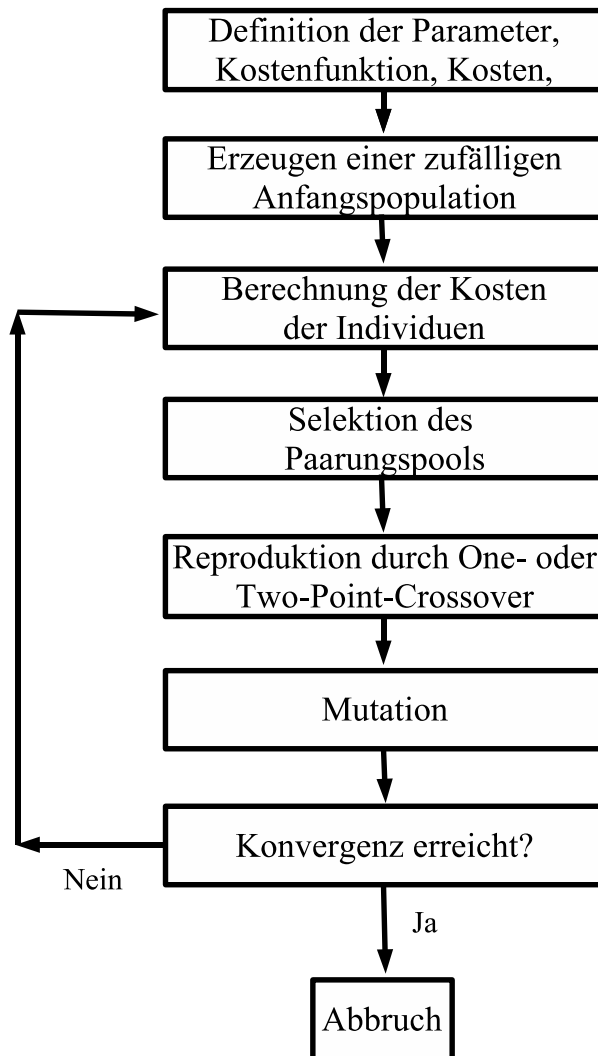 Definition der Parameter,
Kostenfunktion, Kosten,
Erzeugen einer zufälligen
Anfangspopulation
Berechnung der Kosten
der Individuen
Selektion des
Paarungspools
Reproduktion durch One- oder
Two-Point-Crossover
Mutation
Konvergenz erreicht?
Nein
Ja
Abbruch